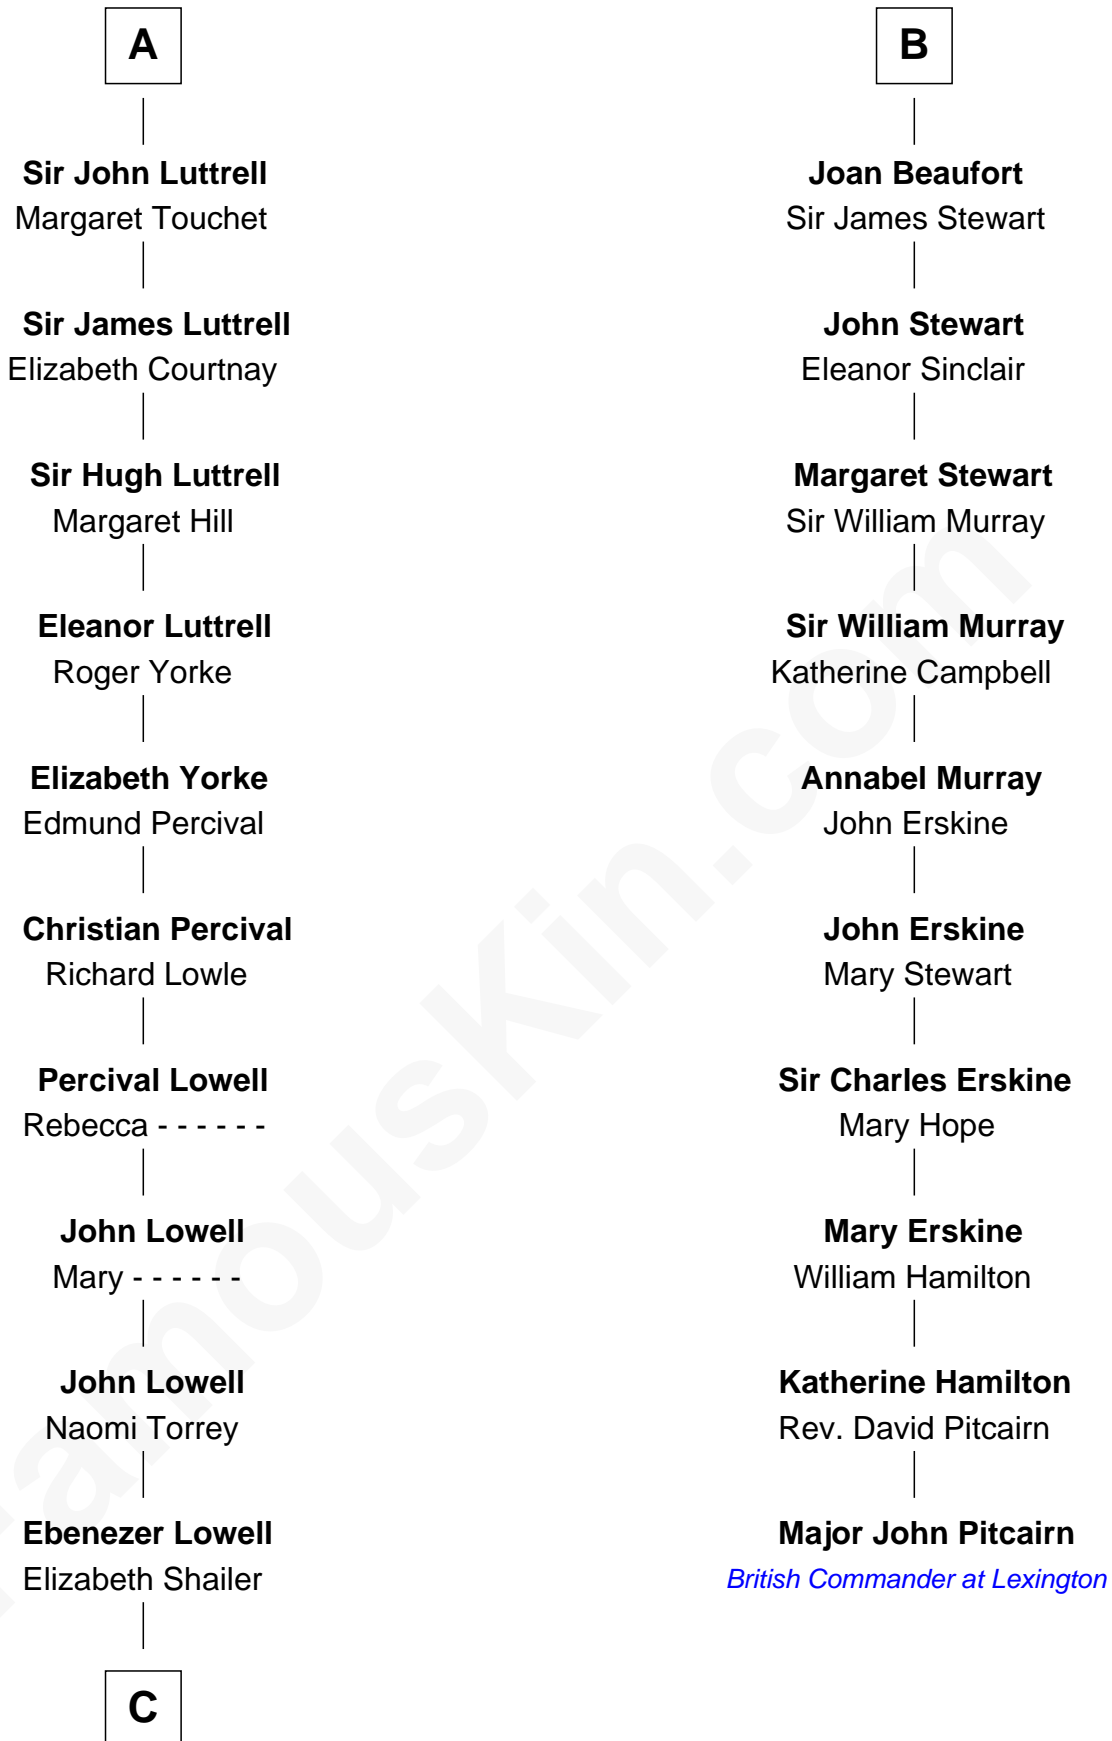 A
Sir John Luttrell
Margaret Touchet
Sir James Luttrell
Elizabeth Courtnay
Sir Hugh Luttrell
Margaret Hill
Eleanor Luttrell
Roger Yorke
Elizabeth Yorke
Edmund Percival
Christian Percival
Richard Lowle
Percival Lowell
Rebecca - - - - - -
John Lowell
Mary - - - - - -
John Lowell
Naomi Torrey
Ebenezer Lowell
Elizabeth Shailer
C
B
Joan Beaufort
Sir James Stewart
John Stewart
Eleanor Sinclair
Margaret Stewart
Sir William Murray
Sir William Murray
Katherine Campbell
Annabel Murray
John Erskine
John Erskine
Mary Stewart
Sir Charles Erskine
Mary Hope
Mary Erskine
William Hamilton
Katherine Hamilton
Rev. David Pitcairn
Major John Pitcairn
British Commander at Lexington
FamousKin.com